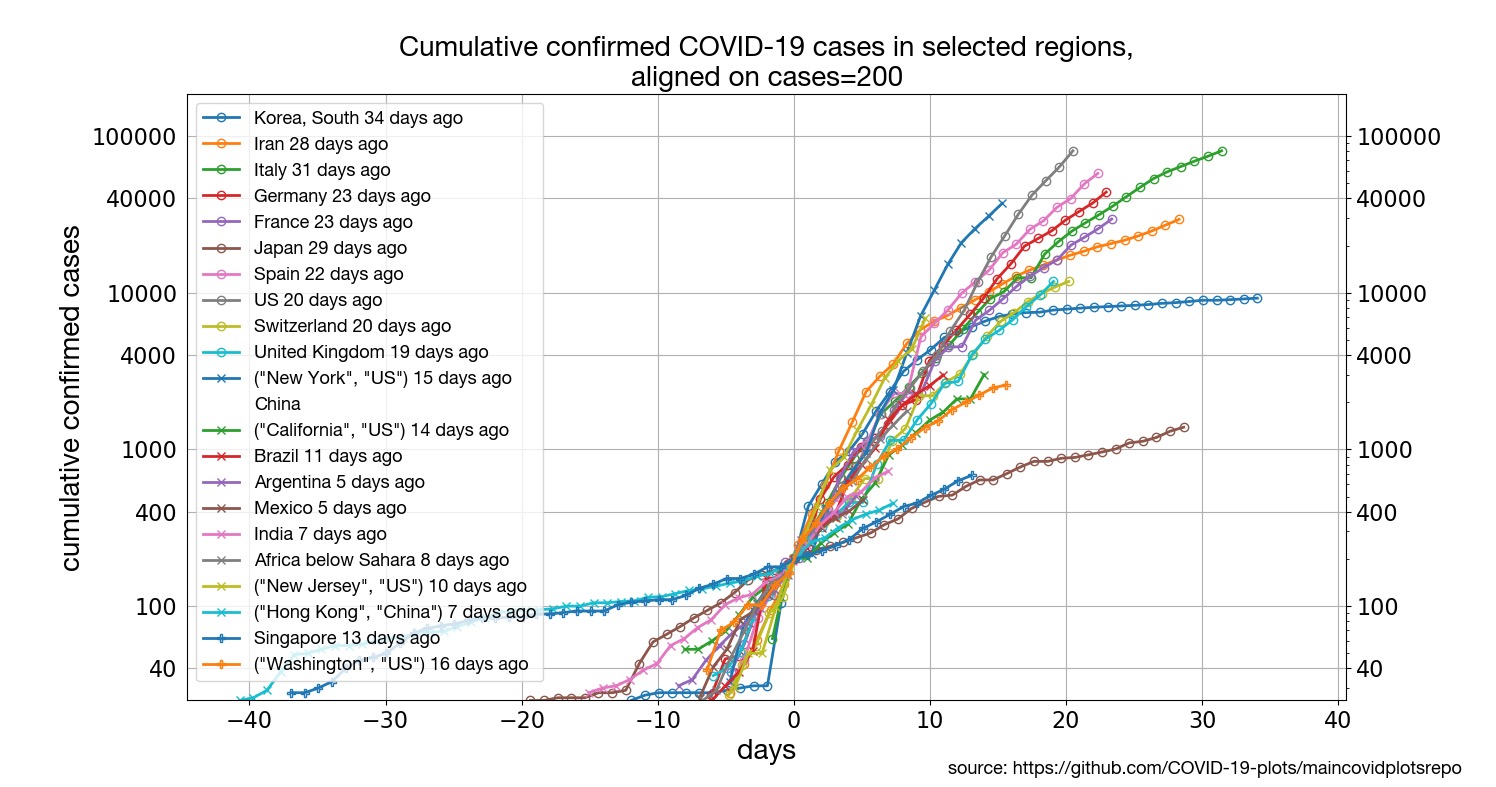 Cumulative confirmed COVID-19 cases in selected regions,
aligned on cases=200
cumulative confirmed cases
100000
40000
10000
4000
1000
400
100
40
Korea, South 34 days ago
Iran 28 days ago
Italy 31 days ago
Germany 23 days ago
France 23 days ago
Japan 29 days ago
Spain 22 days ago
US 20 days ago
Switzerland 20 days ago
United Kingdom 19 days ago
("New York", "US") 15 days ago
China
("California", "US") 14 days ago
Brazil 11 days ago
Argentina 5 days ago
Mexico 5 days ago
India 7 days ago
Africa below Sahara 8 days ago
("New Jersey", "US") 10 days ago
("Hong Kong", "China") 7 days ago
Singapore 13 days ago
("Washington", "US") 16 days ago
100000
40000
10000
4000
1000
400
100
40
−40 −30 −20 −10 0 10 20 30 40
days
source: https://github.com/COVID-19-plots/maincovidplotsrepo